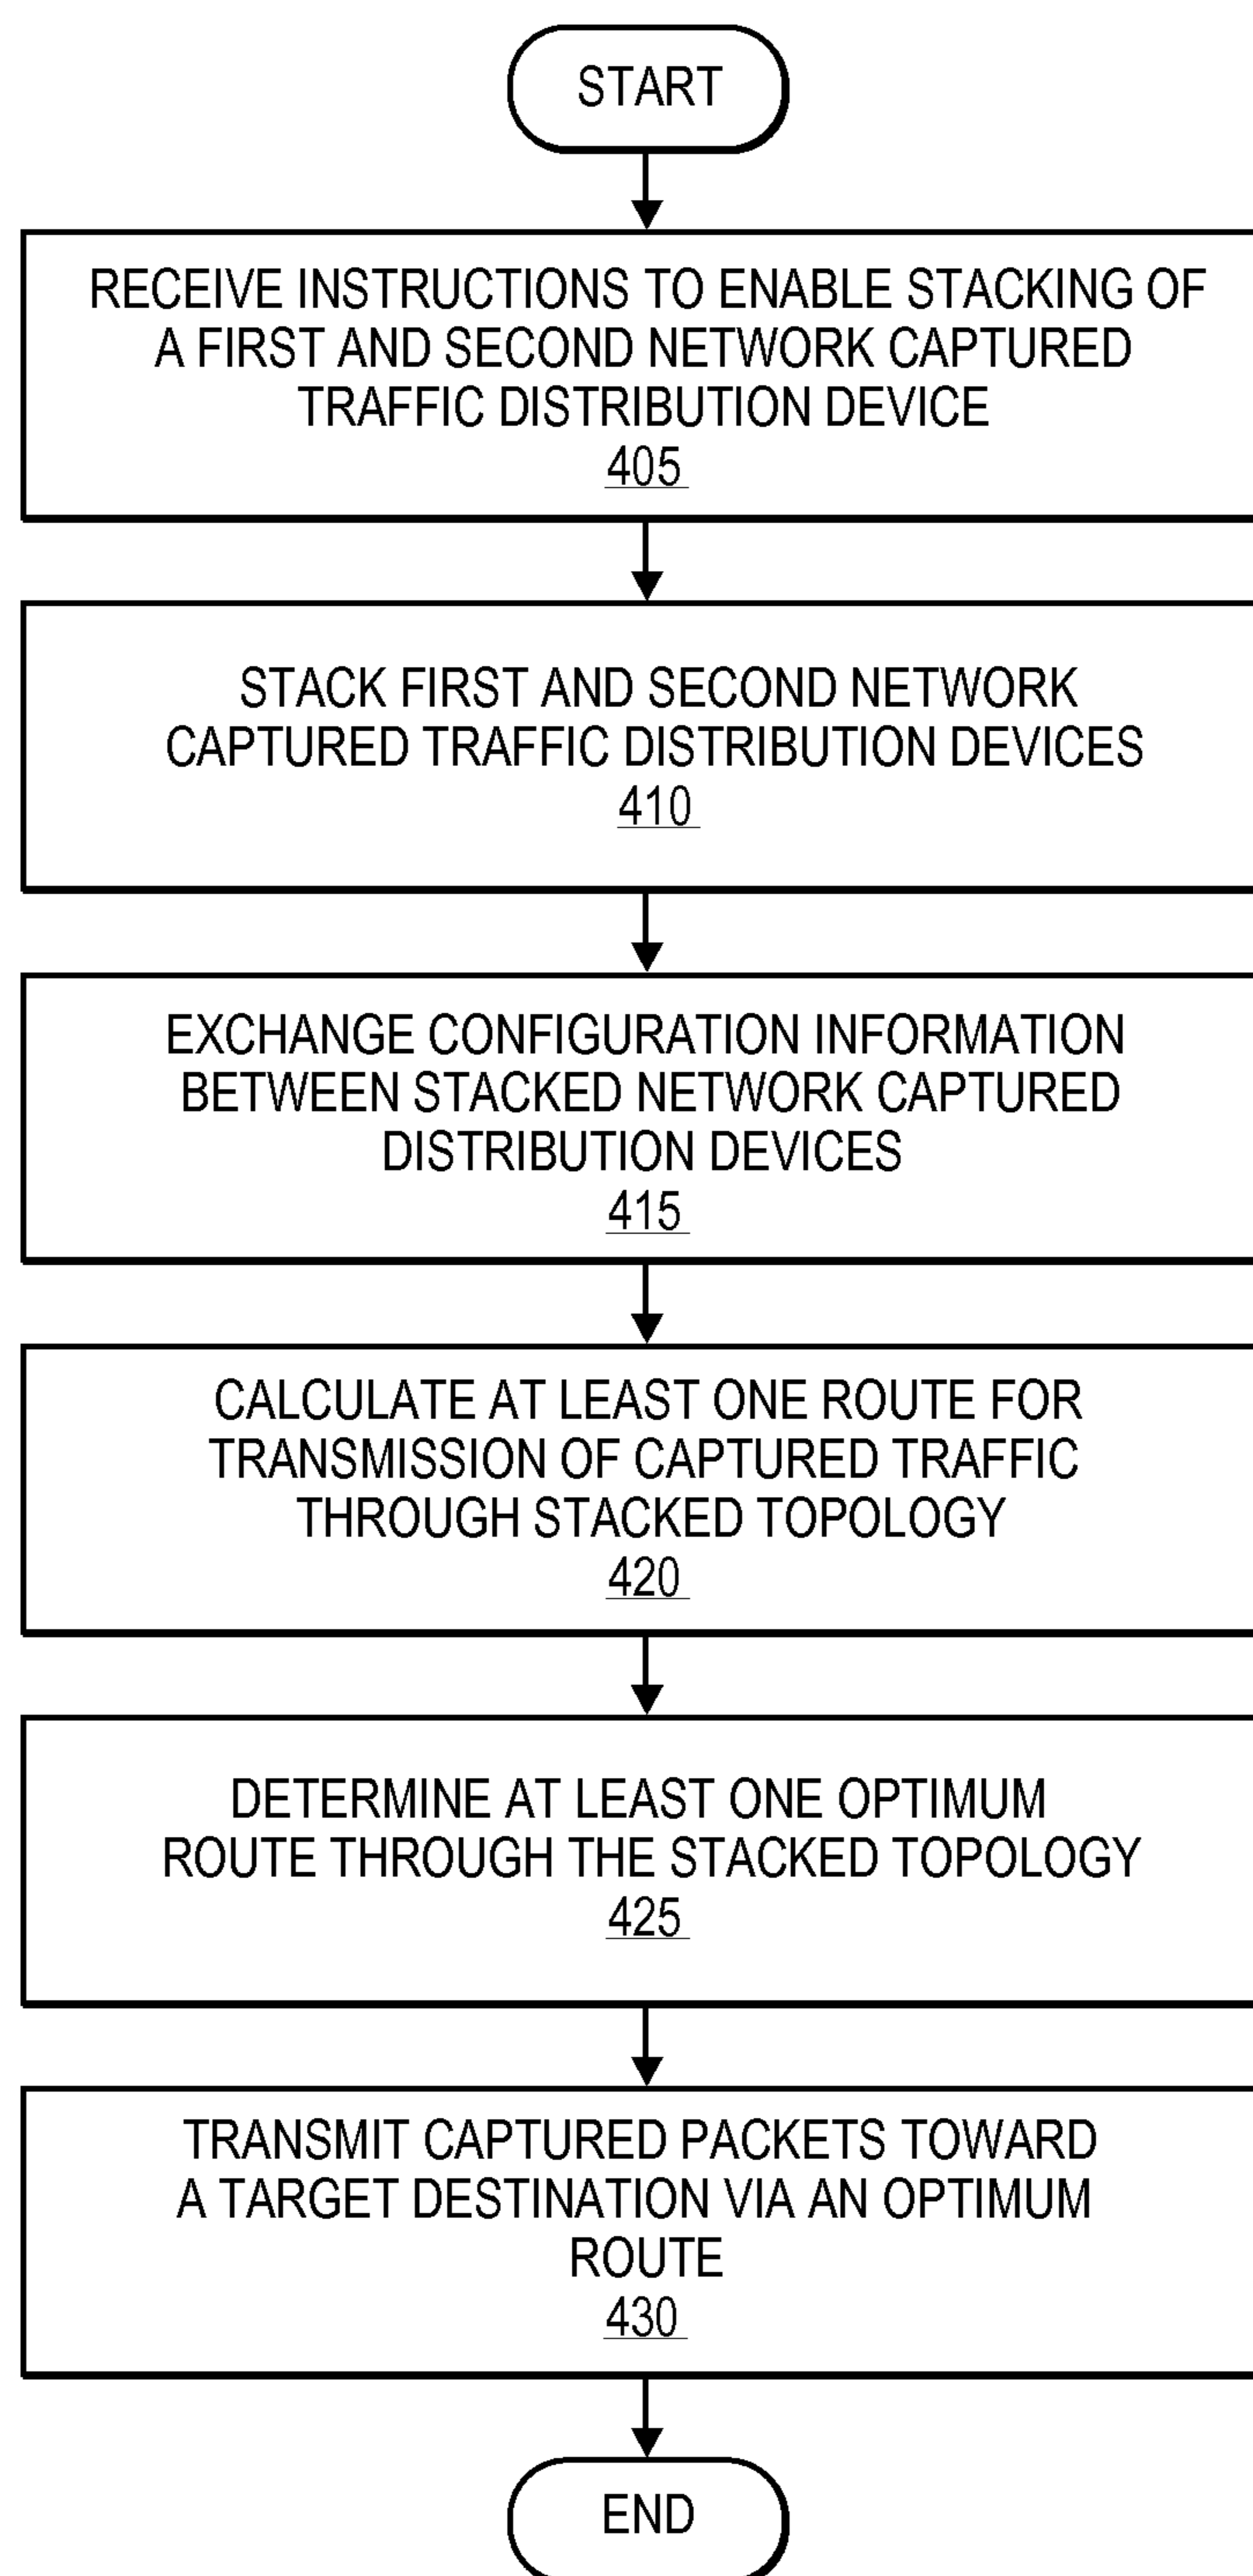 START
RECEIVE INSTRUCTIONS TO ENABLE STACKING OF
A FIRST AND SECOND NETWORK CAPTURED
TRAFFIC DISTRIBUTION DEVICE
405
STACK FIRST AND SECOND NETWORK
CAPTURED TRAFFIC DISTRIBUTION DEVICES
410
EXCHANGE CONFIGURATION INFORMATION
BETWEEN STACKED NETWORK CAPTURED
DISTRIBUTION DEVICES
415
CALCULATE AT LEAST ONE ROUTE FOR
TRANSMISSION OF CAPTURED TRAFFIC
THROUGH STACKED TOPOLOGY
420
DETERMINE AT LEAST ONE OPTIMUM
ROUTE THROUGH THE STACKED TOPOLOGY
425
TRANSMIT CAPTURED PACKETS TOWARD
A TARGET DESTINATION VIA AN OPTIMUM
ROUTE
430
END